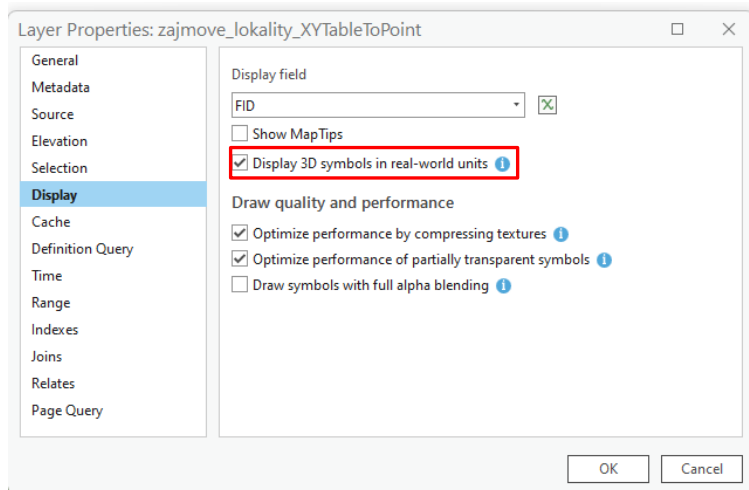 Layer Properties: zajmove_lokality_XYTableToPoint
General
Metadata
Source
Elevation
Selection
Display
Cache
Definition Query
Time
Range
Indexes
Joins
Relates
Page Query
Display field
FID
Show MapTips
Display 3D symbols in real-world units
Draw quality and performance
Optimize performance by compressing textures
Optimize performance of partially transparent symbols
Draw symbols with full alpha blending
OK
Cancel